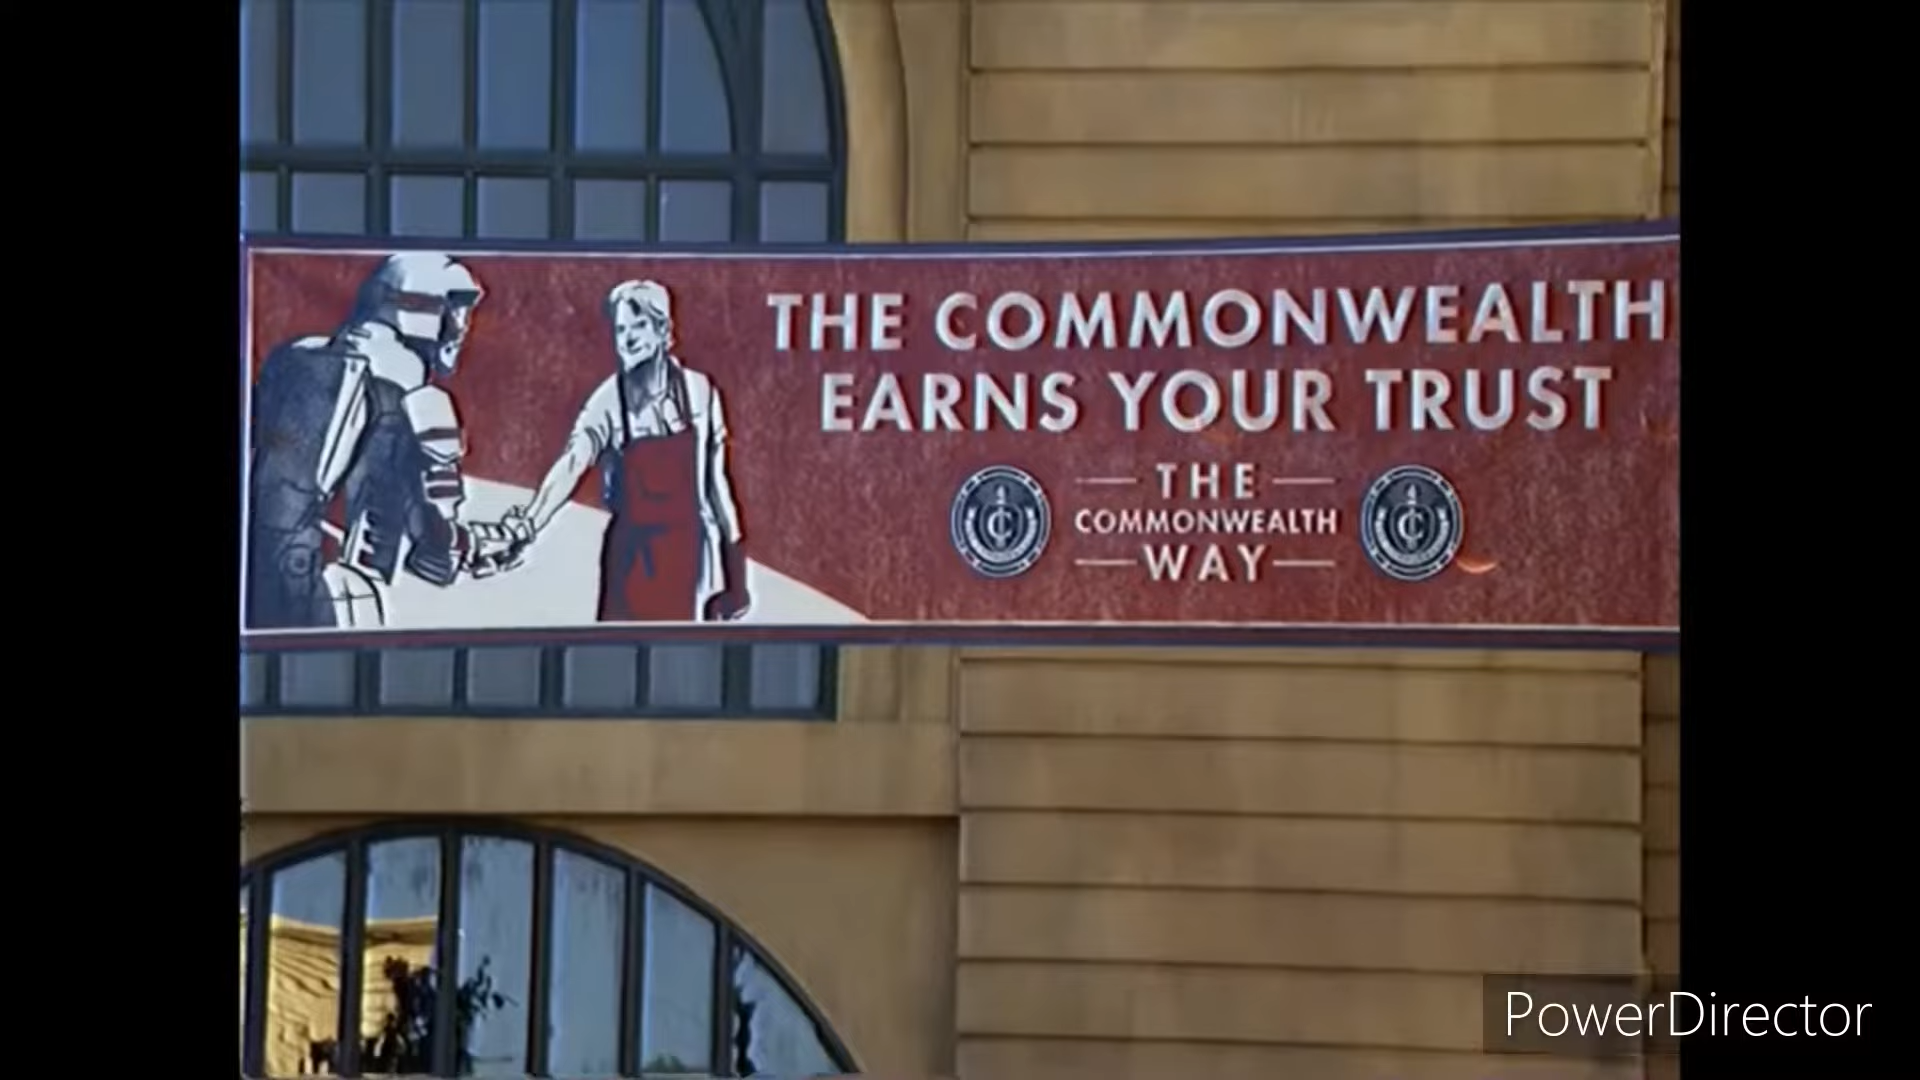 THE COMMONWEALTH
EARNS YOUR TRUST
THE
COMMONWEALTH
WAY
C
C
PowerDirector